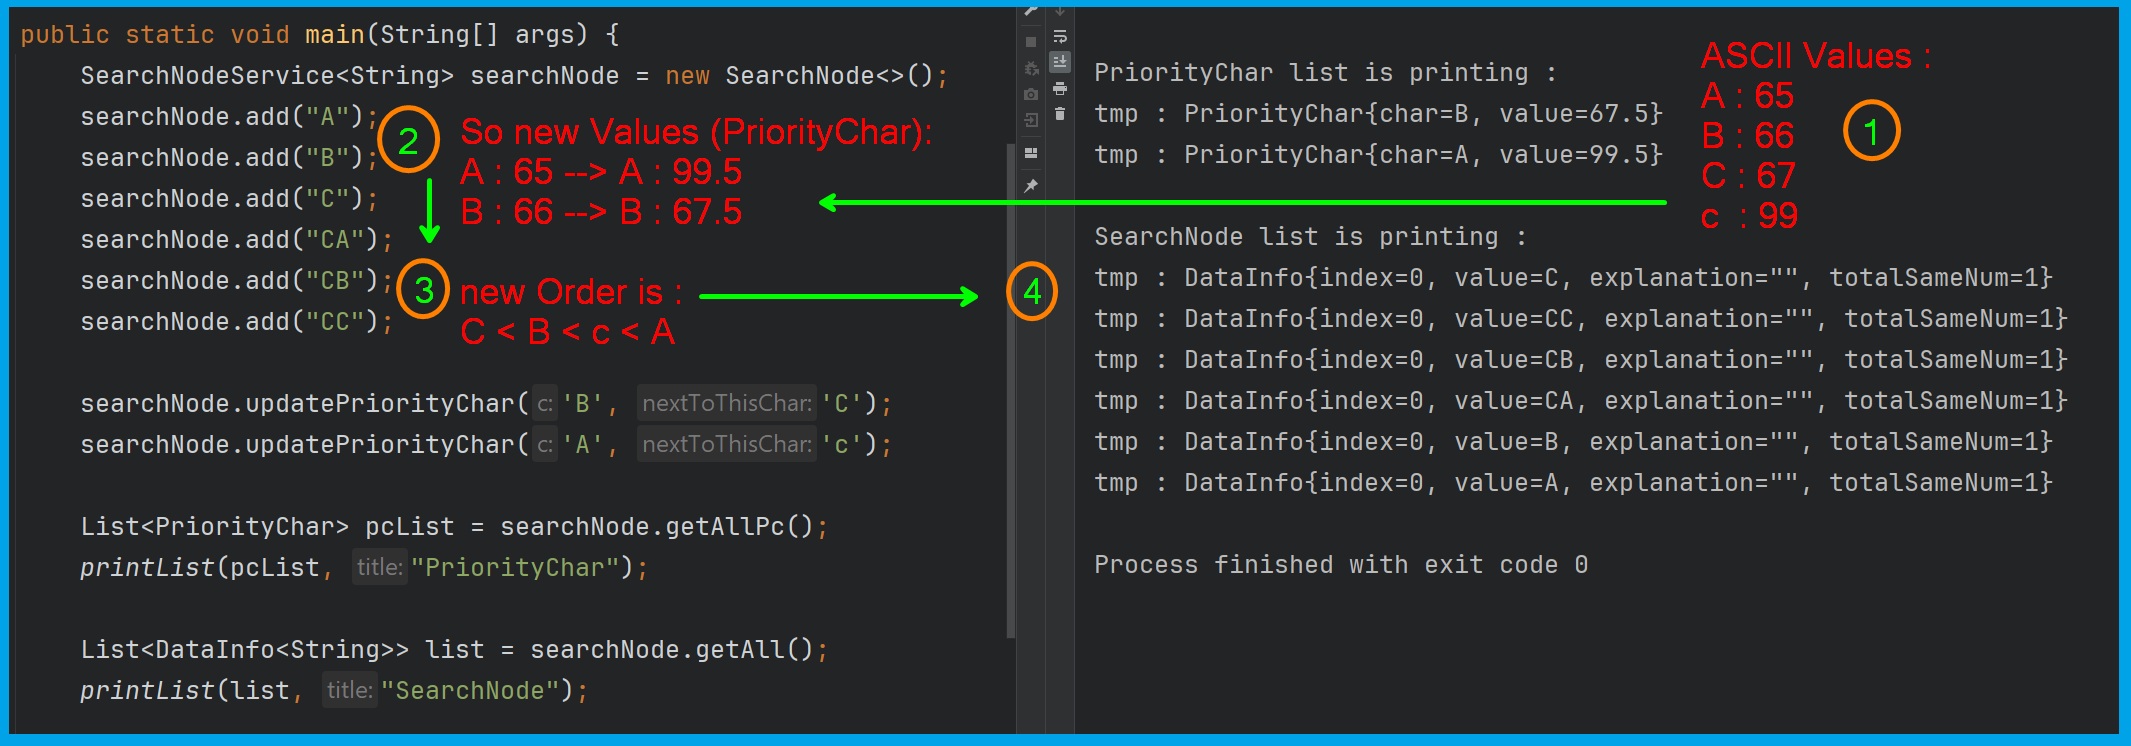 public static void main(String[] args) {
SearchNodeService<String> searchNode = new SearchNode<>();
searchNode.add("A");
searchNode.add("B");
searchNode.add("C");
searchNode.add("CA");
searchNode.add("CB");
searchNode.add("CC");
searchNode.updatePriorityChar( c: 'B', nextToThisChar: 'C');
searchNode.updatePriorityChar( c: 'A', nextToThisChar: 'c');
List<PriorityChar> pcList = searchNode.getAllPc();
printList(pcList, title: "PriorityChar");
List<DataInfo<String>> list = searchNode.getAll();
printList(list, title: "SearchNode");
2
So new Values (PriorityChar):
A : 65 --> A : 99.5
B : 66 --> B : 67.5
3
new Order is :
C < B < c < A
4
PriorityChar list is printing :
tmp : PriorityChar{char=B, value=67.5}
tmp : PriorityChar{char=A, value=99.5}
SearchNode list is printing :
tmp : DataInfo{index=0, value=C, explanation="", totalSameNum=1}
tmp : DataInfo{index=0, value=CC, explanation="", totalSameNum=1}
tmp : DataInfo{index=0, value=CB, explanation="", totalSameNum=1}
tmp : DataInfo{index=0, value=CA, explanation="", totalSameNum=1}
tmp : DataInfo{index=0, value=B, explanation="", totalSameNum=1}
tmp : DataInfo{index=0, value=A, explanation="", totalSameNum=1}
Process finished with exit code 0
ASCII Values :
A : 65
B : 66
C : 67
c : 99
1